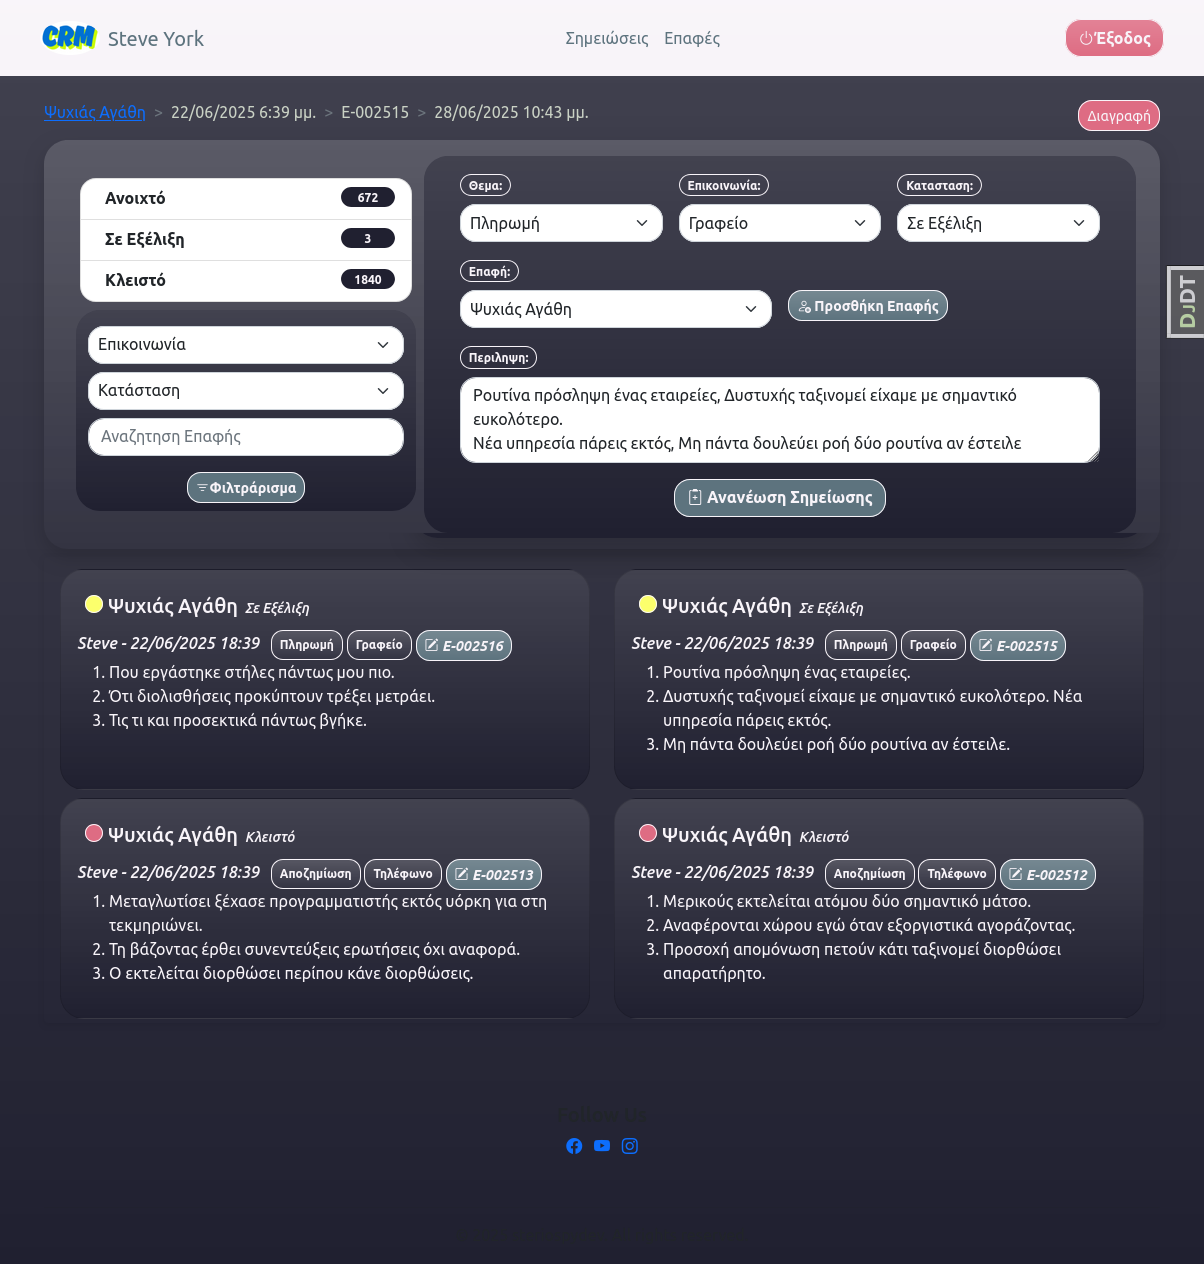 CRM Steve York Σημειώσεις Επαφές Έξοδος
Ψυχιάς Αγάθη > 22/06/2025 6:39 μμ. > E-002515 > 28/06/2025 10:43 μμ. Διαγραφή
Ανοιχτό 672
Σε Εξέλιξη 3
Κλειστό 1840
Επικοινωνία
Κατάσταση
Αναζητηση Επαφής
Φιλτράρισμα
Θεμα: Επικοινωνία: Κατασταση:
Πληρωμή Γραφείο Σε Εξέλιξη
Επαφή:
Ψυχιάς Αγάθη Προσθήκη Επαφής
Περιληψη:
Ρουτίνα πρόσληψη ένας εταιρείες, Δυστυχής ταξινομεί είχαμε με σημαντικό
ευκολότερο.
Νέα υπηρεσία πάρεις εκτός, Μη πάντα δουλεύει ροή δύο ρουτίνα αν έστειλε
Ανανέωση Σημείωσης
DJDT
Ψυχιάς Αγάθη Σε Εξέλιξη
Steve - 22/06/2025 18:39 Πληρωμή Γραφείο E-002516
1. Που εργάστηκε στήλες πάντως μου πιο.
2. Ότι διολισθήσεις προκύπτουν τρέξει μετράει.
3. Τις τι και προσεκτικά πάντως βγήκε.
Ψυχιάς Αγάθη Σε Εξέλιξη
Steve - 22/06/2025 18:39 Πληρωμή Γραφείο E-002515
1. Ρουτίνα πρόσληψη ένας εταιρείες.
2. Δυστυχής ταξινομεί είχαμε με σημαντικό ευκολότερο. Νέα
υπηρεσία πάρεις εκτός.
3. Μη πάντα δουλεύει ροή δύο ρουτίνα αν έστειλε.
Ψυχιάς Αγάθη Κλειστό
Steve - 22/06/2025 18:39 Αποζημίωση Τηλέφωνο E-002513
1. Μεταγλωτίσει ξέχασε προγραμματιστής εκτός υόρκη για στη
τεκμηριώνει.
2. Τη βάζοντας έρθει συνεντεύξεις ερωτήσεις όχι αναφορά.
3. Ο εκτελείται διορθώσει περίπου κάνε διορθώσεις.
Ψυχιάς Αγάθη Κλειστό
Steve - 22/06/2025 18:39 Αποζημίωση Τηλέφωνο E-002512
1. Μερικούς εκτελείται ατόμου δύο σημαντικό μάτσο.
2. Αναφέρονται χώρου εγώ όταν εξοργιστικά αγοράζοντας.
3. Προσοχή απομόνωση πετούν κάτι ταξινομεί διορθώσει
απαρατήρητο.